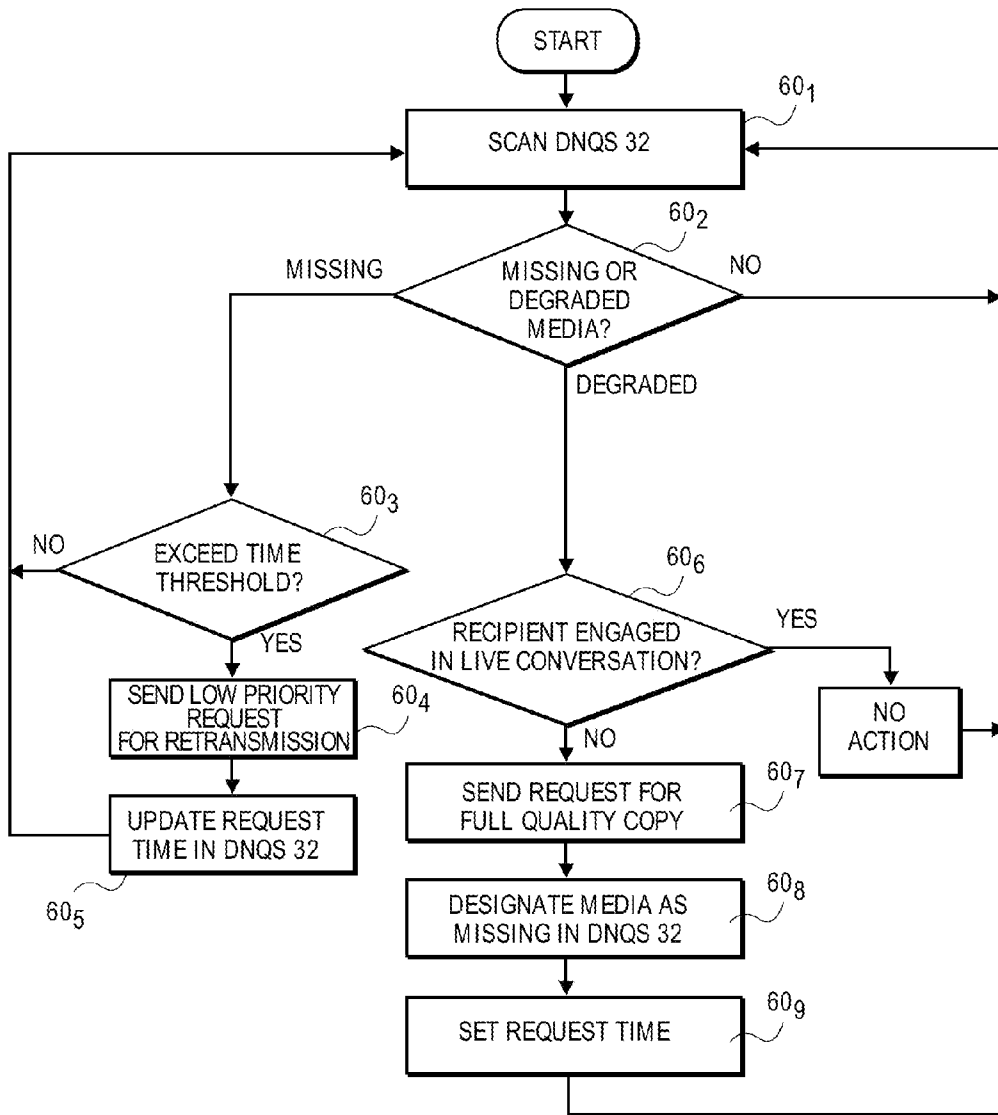 START
60₁
SCAN DNQS 32
60₂
MISSING
MISSING OR
DEGRADED
MEDIA?
NO
DEGRADED
60₃
NO
EXCEED TIME
THRESHOLD?
YES
60₆
RECIPIENT ENGAGED
IN LIVE CONVERSATION?
YES
SEND LOW PRIORITY
REQUEST
FOR RETRANSMISSION
60₄
NO
ACTION
NO
UPDATE REQUEST
TIME IN DNQS 32
60₅
SEND REQUEST FOR
FULL QUALITY COPY
60₇
DESIGNATE MEDIA AS
MISSING IN DNQS 32
60₈
SET REQUEST TIME
60₉